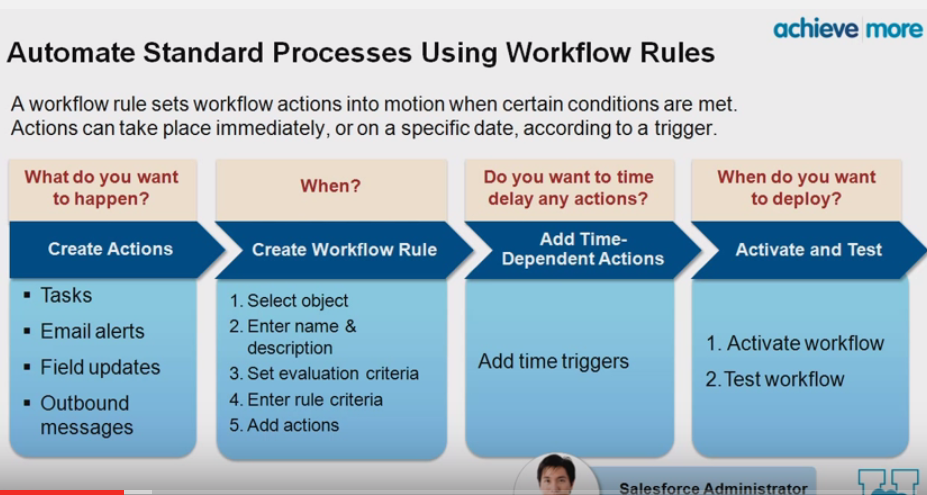 achieve more
Automate Standard Processes Using Workflow Rules
A workflow rule sets workflow actions into motion when certain conditions are met.
Actions can take place immediately, or on a specific date, according to a trigger.
What do you want
to happen?
Create Actions
▪ Tasks
▪ Email alerts
▪ Field updates
▪ Outbound
messages
When?
Create Workflow Rule
1. Select object
2. Enter name &
description
3. Set evaluation criteria
4. Enter rule criteria
5. Add actions
Do you want to time
delay any actions?
Add Time-
Dependent Actions
Add time triggers
When do you want
to deploy?
Activate and Test
1. Activate workflow
2. Test workflow
Salesforce Administrator